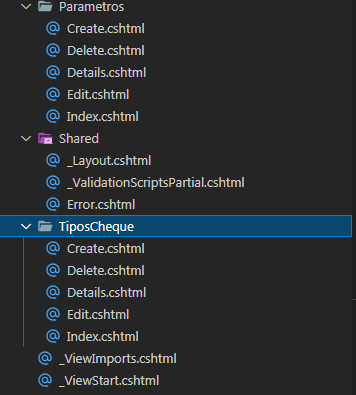 Parametros
Create.cshtml
Delete.cshtml
Details.cshtml
Edit.cshtml
Index.cshtml
Shared
_Layout.cshtml
_ValidationScriptsPartial.cshtml
Error.cshtml
TiposCheque
Create.cshtml
Delete.cshtml
Details.cshtml
Edit.cshtml
Index.cshtml
_ViewImports.cshtml
_ViewStart.cshtml